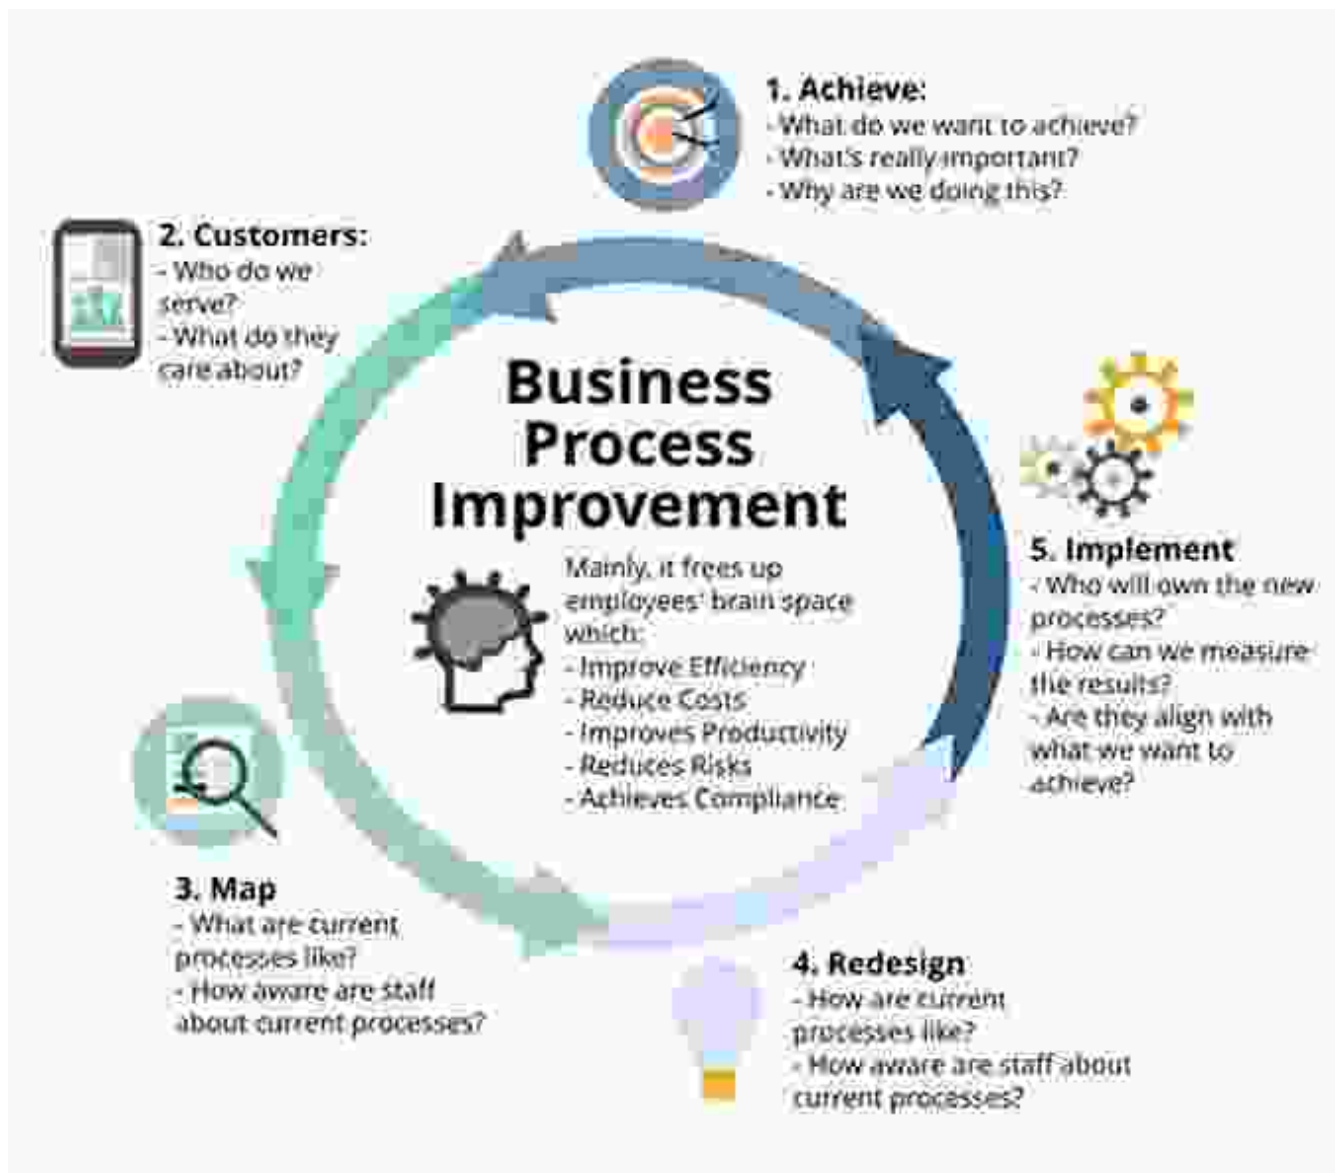 1. Achieve:
- What do we want to achieve?
- What's really important?
- Why are we doing this?
2. Customers:
- Who do we
serve?
- What do they
care about?
Business
Process
Improvement
Mainly, it frees up
employees' brain space
which:
- Improve Efficiency
- Reduce Costs
- Improves Productivity
- Reduces Risks
- Achieves Compliance
5. Implement
- Who will own the new
processes?
- How can we measure
the results?
- Are they align with
what we want to
achieve?
3. Map
- What are current
processes like?
- How aware are staff
about current processes?
4. Redesign
- How are current
processes like?
- How aware are staff about
current processes?